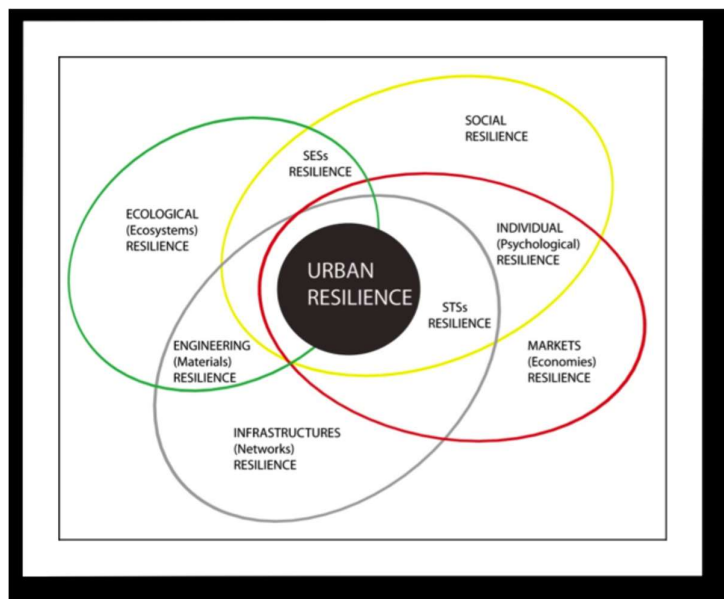 SOCIAL
RESILIENCE
SESs
RESILIENCE
ECOLOGICAL
(Ecosystems)
RESILIENCE
INDIVIDUAL
(Psychological)
RESILIENCE
URBAN
RESILIENCE
STSs
RESILIENCE
ENGINEERING
(Materials)
RESILIENCE
MARKETS
(Economies)
RESILIENCE
INFRASTRUCTURES
(Networks)
RESILIENCE